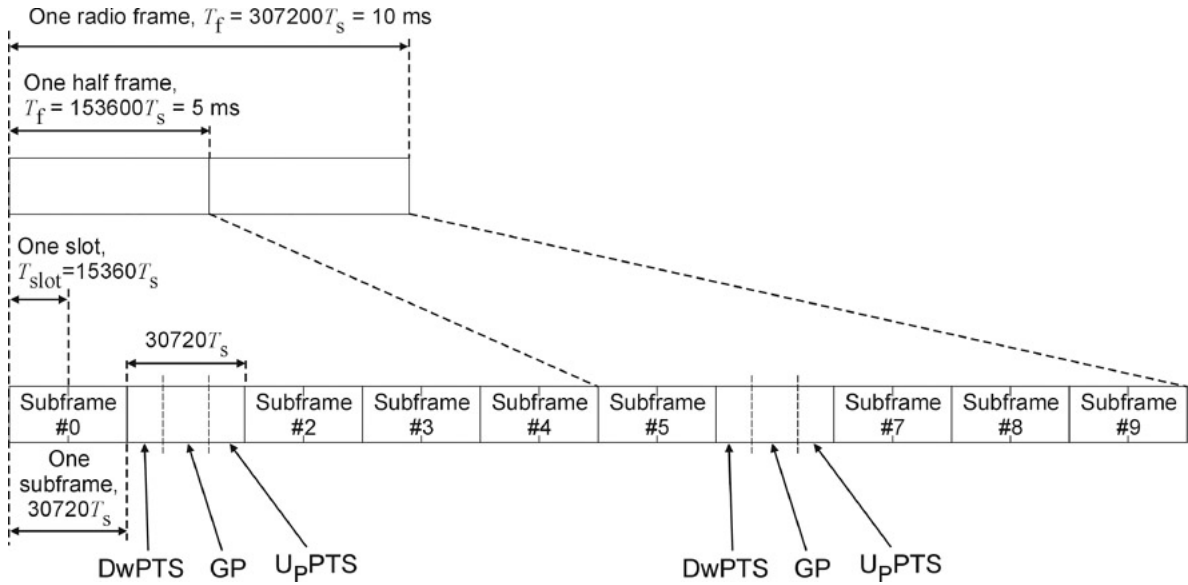 One radio frame, Tf = 307200Ts = 10 ms
One half frame,
Tf = 153600Ts = 5 ms
One slot,
Tslot=15360Ts
30720Ts
Subframe Subframe Subframe Subframe Subframe Subframe Subframe Subframe
#0 #2 #3 #4 #5 #7 #8 #9
One
subframe,
30720Ts
DwPTS GP UpPTS DwPTS GP UpPTS